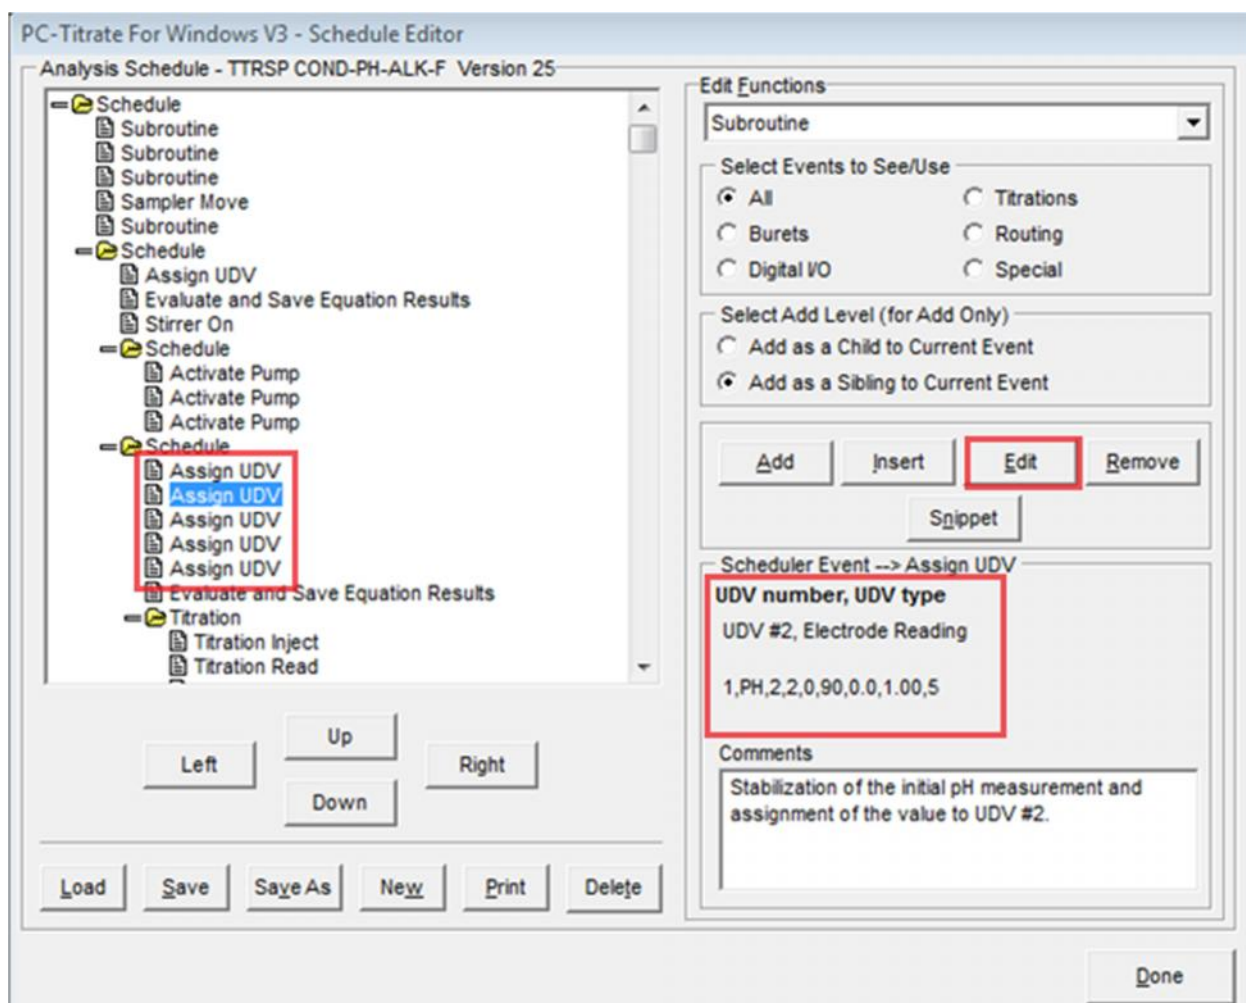 PC-Titrate For Windows V3 - Schedule Editor
Analysis Schedule - TTRSP COND-PH-ALK-F Version 25
Schedule
Subroutine
Subroutine
Subroutine
Sampler Move
Subroutine
Schedule
Assign UDV
Evaluate and Save Equation Results
Stirrer On
Schedule
Activate Pump
Activate Pump
Activate Pump
Schedule
Assign UDV
Assign UDV
Assign UDV
Assign UDV
Assign UDV
Evaluate and Save Equation Results
Titration
Titration Inject
Titration Read
Left
Up
Down
Right
Load
Save
Save As
New
Print
Delete
Edit Functions
Subroutine
Select Events to See/Use
All
Titrations
Burets
Routing
Digital I/O
Special
Select Add Level (for Add Only)
Add as a Child to Current Event
Add as a Sibling to Current Event
Add
Insert
Edit
Remove
Snippet
Scheduler Event --> Assign UDV
UDV number, UDV type
UDV #2, Electrode Reading
1,PH,2,2,0,90,0.0,1.00,5
Comments
Stabilization of the initial pH measurement and
assignment of the value to UDV #2.
Done